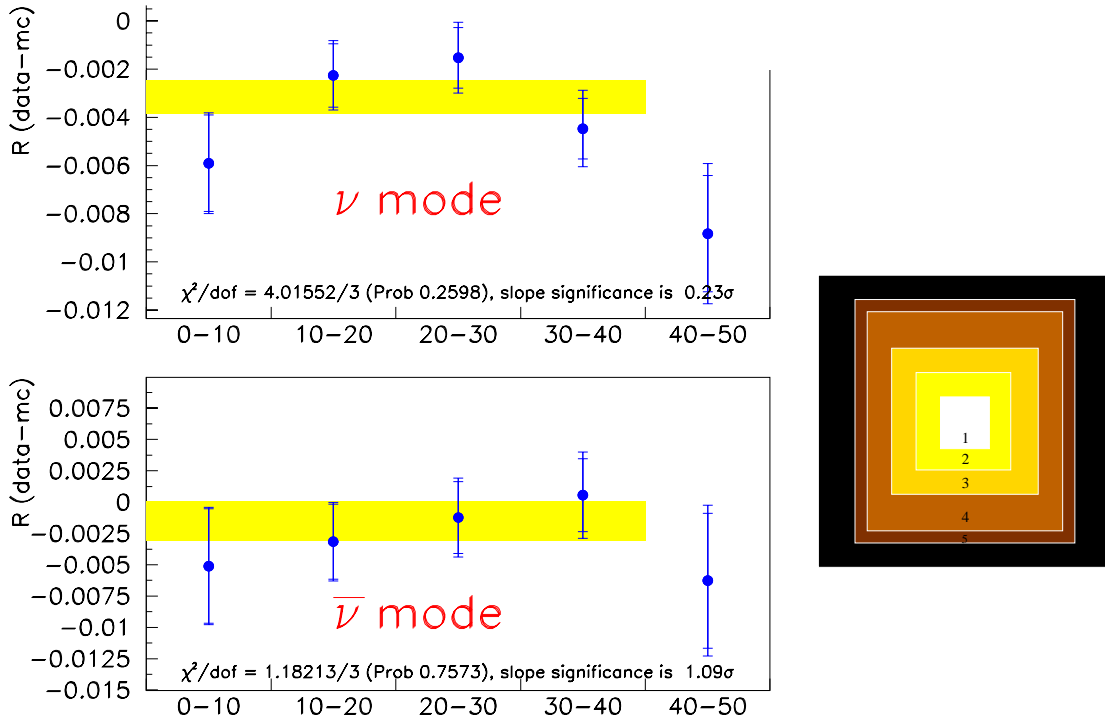 R (data−mc)
0
−0.002
−0.004
−0.006
−0.008
−0.01
−0.012
ν mode
χ²/dof = 4.01552/3 (Prob 0.2598), slope significance is 0.23σ
0−10 10−20 20−30 30−40 40−50
R (data−mc)
0.0075
0.005
0.0025
0
−0.0025
−0.005
−0.0075
−0.01
−0.0125
−0.015
ν̅ mode
χ²/dof = 1.18213/3 (Prob 0.7573), slope significance is 1.09σ
0−10 10−20 20−30 30−40 40−50
1
2
3
4
5